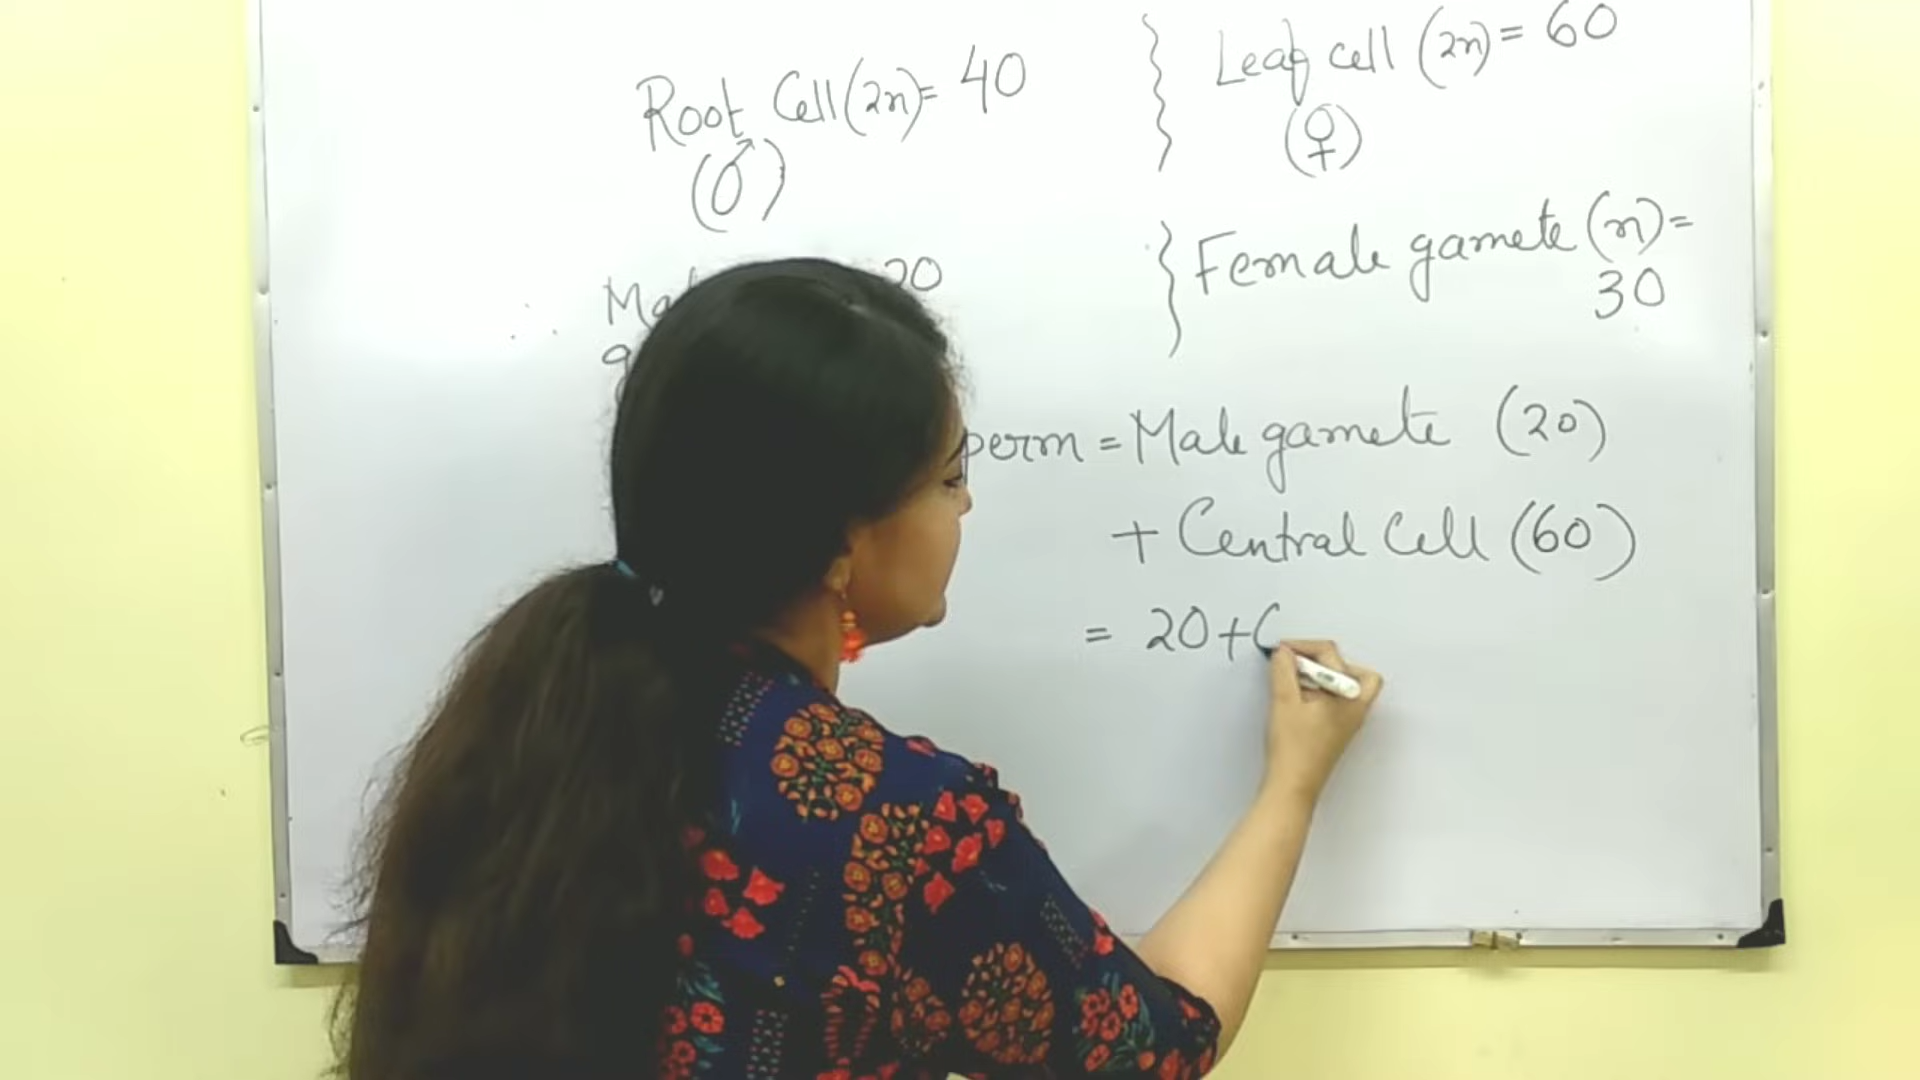 Root Cell (2n) = 40
(♂)
} Leaf cell (2n) = 60
(♀)
20
} Female gamete (n) =
30
perm = Male gamete (20)
+ Central Cell (60)
= 20+